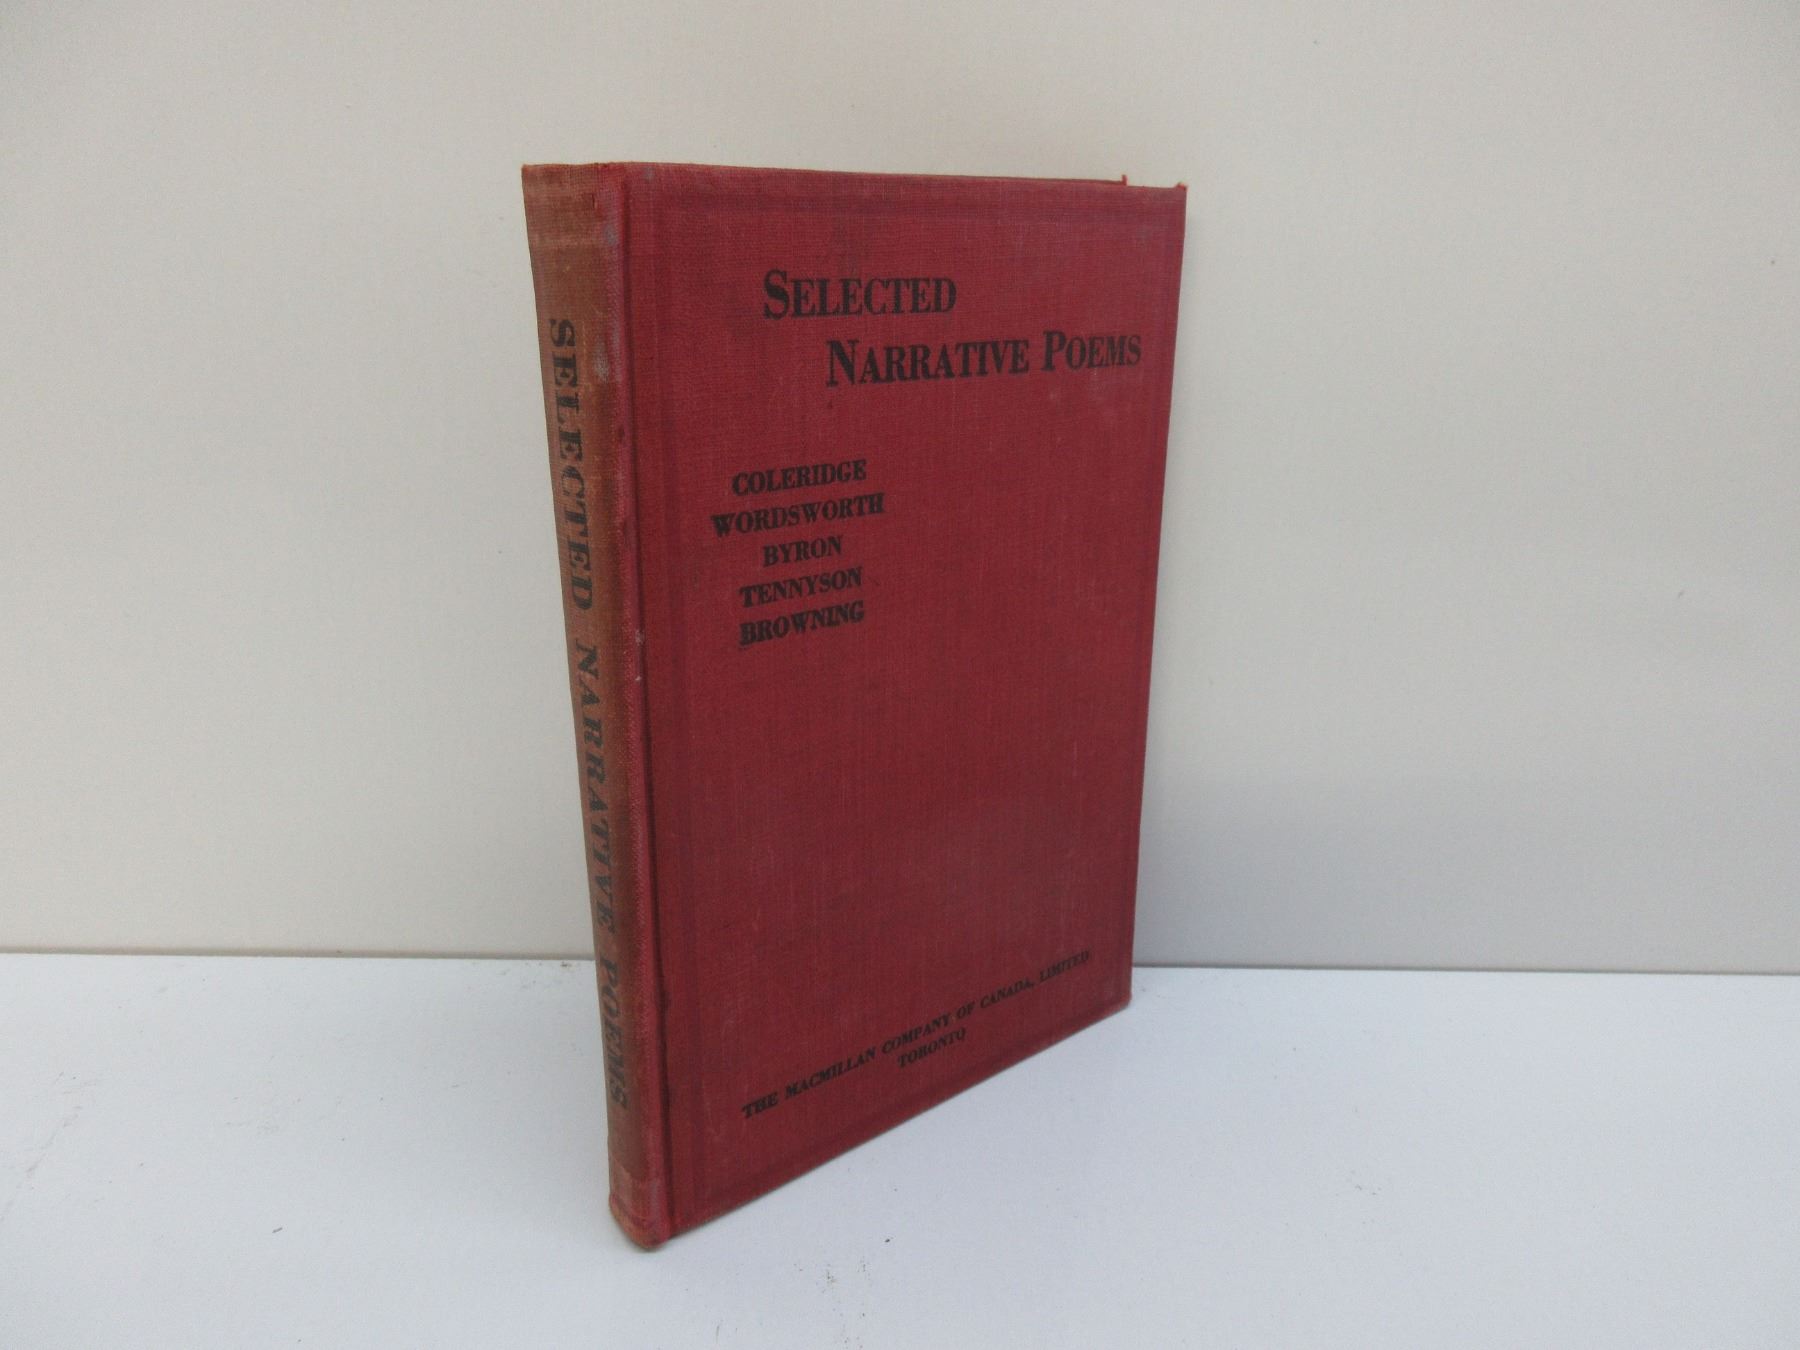 SELECTED NARRATIVE POEMS
SELECTED
NARRATIVE POEMS
COLERIDGE
WORDSWORTH
BYRON
TENNYSON
BROWNING
THE MACMILLAN COMPANY OF CANADA, LIMITED
TORONTO